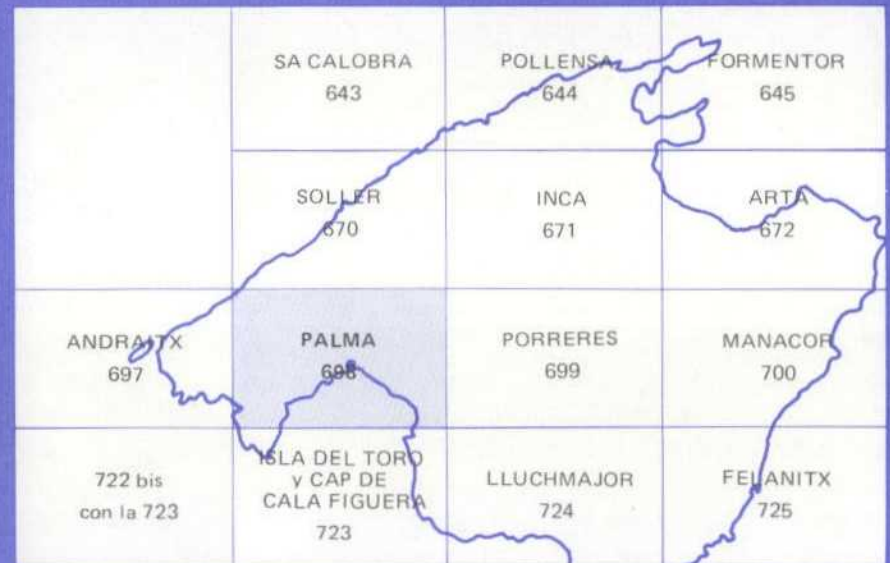 SA CALOBRA
643
POLLENSA
644
FORMENTOR
645
SOLLER
670
INCA
671
ARTA
672
ANDRAITX
697
PALMA
698
PORRERES
699
MANACOR
700
722 bis
con la 723
ISLA DEL TORO
y CAP DE
CALA FIGUERA
723
LLUCHMAJOR
724
FELANITX
725